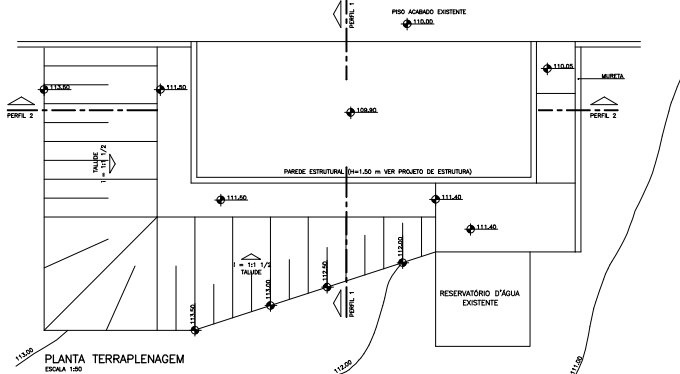 PERFIL 1
PISO ACABADO EXISTENTE
110.00
110.05
MURETA
113.50
111.50
PERFIL 2
109.90
PERFIL 2
TALUDE
i = 1:1 1/2
PAREDE ESTRUTURAL (H=1.50 m VER PROJETO DE ESTRUTURA)
111.50
111.40
111.40
112.00
i = 1:1 1/2
TALUDE
112.50
113.00
113.50
PERFIL 1
RESERVATÓRIO D'ÁGUA
EXISTENTE
113.00
PLANTA TERRAPLENAGEM
ESCALA 1:50
112.00
111.00